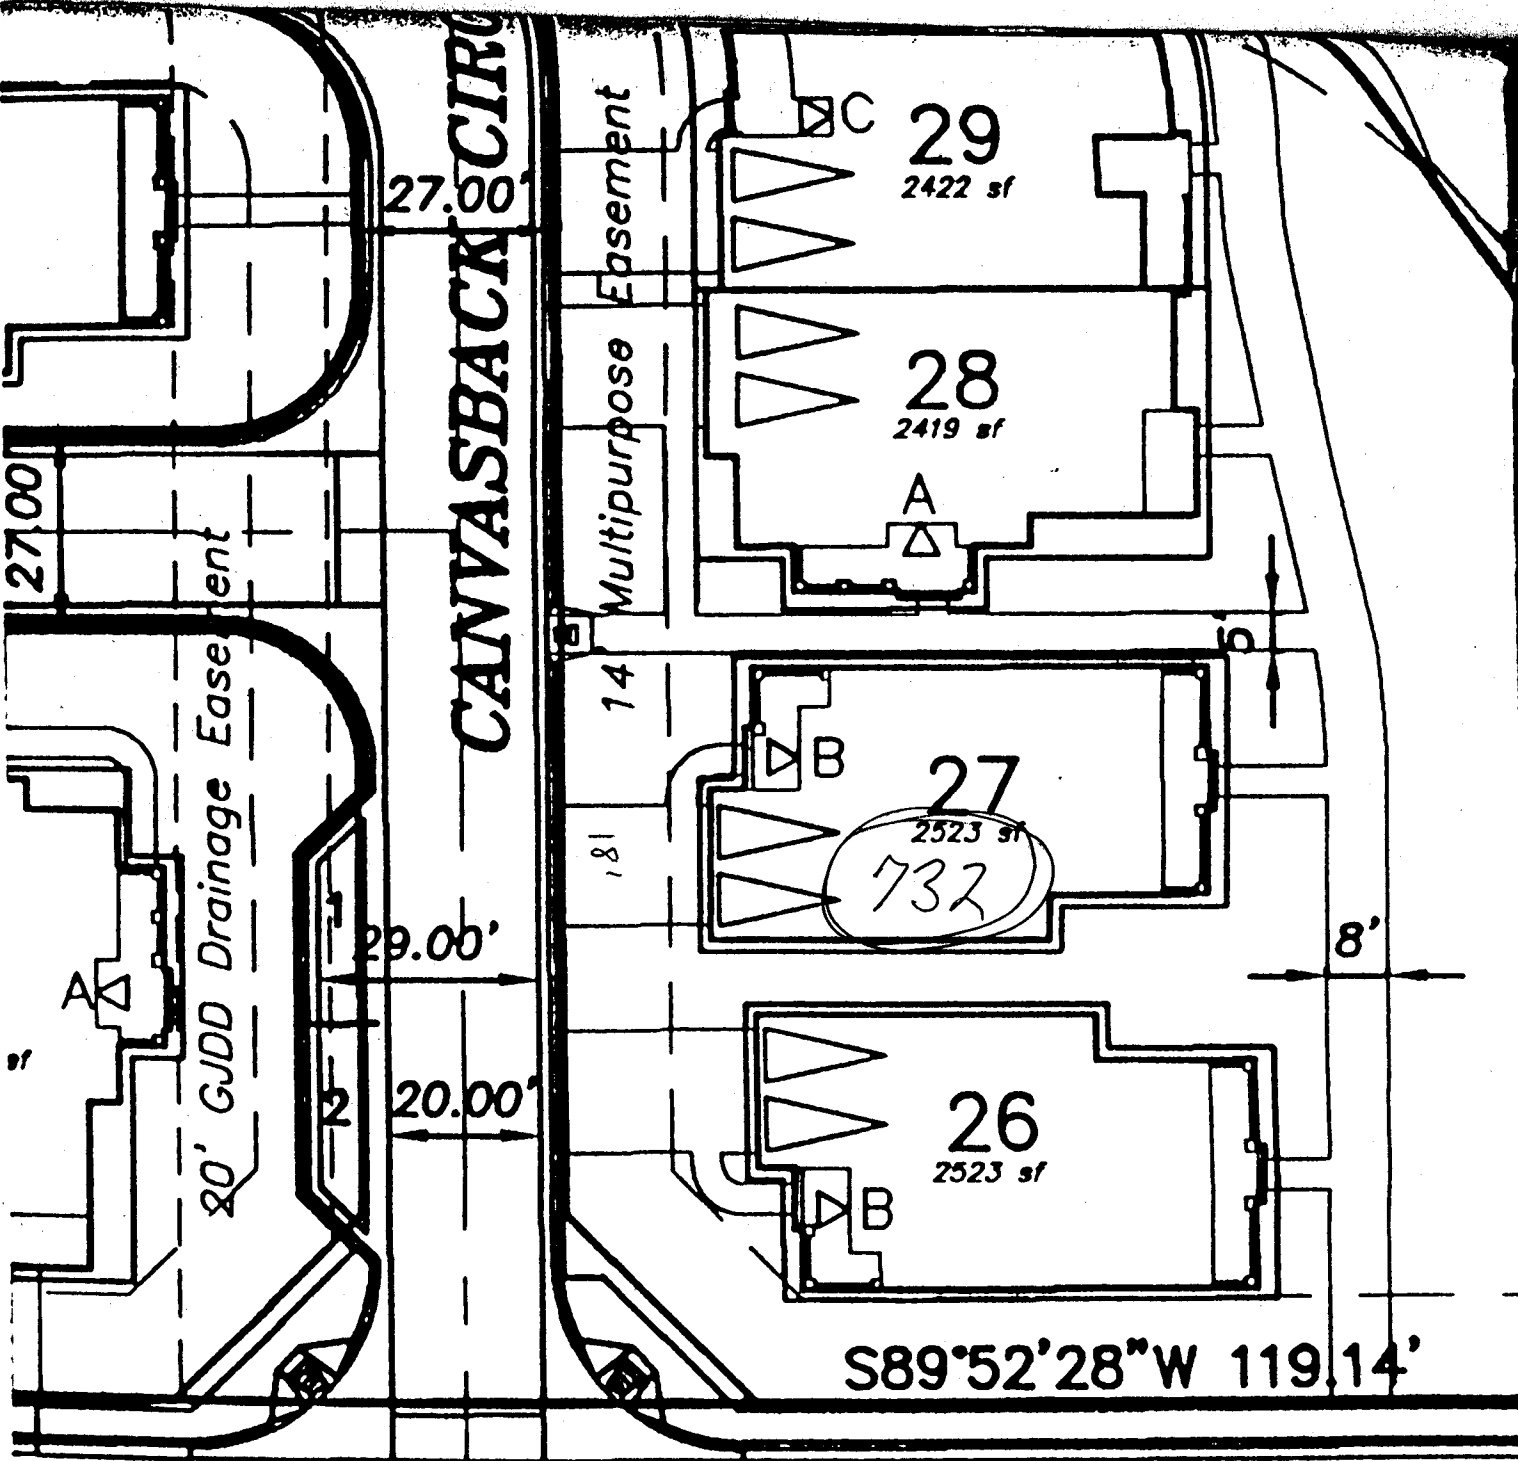 CANVASBACK
27.00'
14' Multipurpose Easement
C
29
2422 sf
28
2419 sf
A
27.00
5'
B
27
2523 sf
732
18'
80' GJDD Drainage Easement
A
sf
1
29.00'
8'
2
20.00'
26
2523 sf
B
S89°52'28"W 119.14'